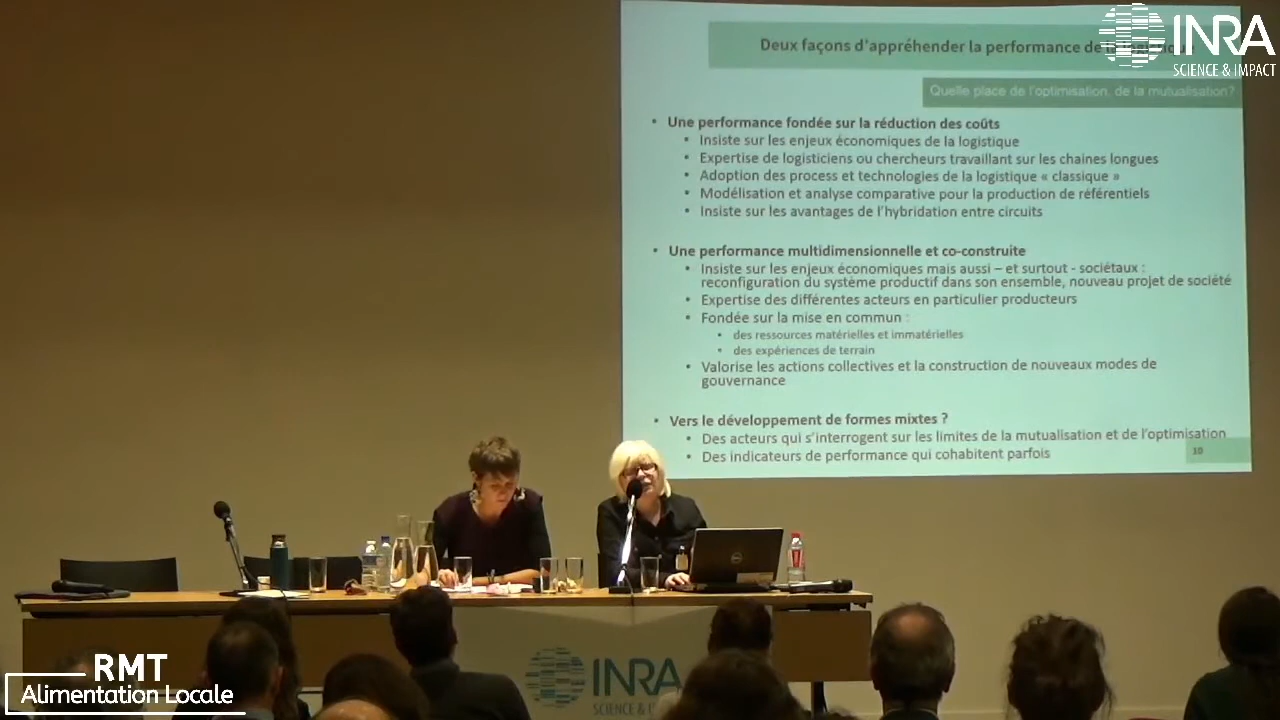 INRA
SCIENCE & IMPACT
Deux façons d'appréhender la performance de la logistique
Quelle place de l'optimisation, de la mutualisation?
• Une performance fondée sur la réduction des coûts
• Insiste sur les enjeux économiques de la logistique
• Expertise de logisticiens ou chercheurs travaillant sur les chaines longues
• Adoption des process et technologies de la logistique « classique »
• Modélisation et analyse comparative pour la production de référentiels
• Insiste sur les avantages de l'hybridation entre circuits
• Une performance multidimensionnelle et co-construite
• Insiste sur les enjeux économiques mais aussi – et surtout - sociétaux :
reconfiguration du système productif dans son ensemble, nouveau projet de société
• Expertise des différentes acteurs en particulier producteurs
• Fondée sur la mise en commun :
• des ressources matérielles et immatérielles
• des expériences de terrain
• Valorise les actions collectives et la construction de nouveaux modes de
gouvernance
• Vers le développement de formes mixtes ?
• Des acteurs qui s'interrogent sur les limites de la mutualisation et de l'optimisation
• Des indicateurs de performance qui cohabitent parfois
10
DELL
INRA
SCIENCE & I
RMT
Alimentation Locale